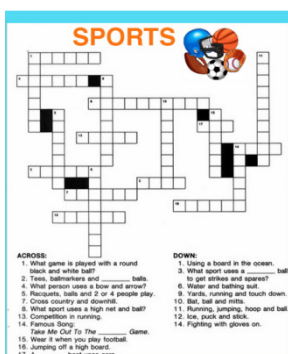 SPORTS
ACROSS:
1. What game is played with a round
black and white ball?
2. Tees, ballmarkers and ______ balls.
4. What person uses a bow and arrow?
5. Racquets, balls and 2 or 4 people play.
7. Cross country and downhill.
8. What sport uses a high net and ball?
13. Competition in running.
14. Famous Song:
Take Me Out To The ______ Game.
15. Wear it when you play football.
16. Jumping off a high board.
DOWN:
1. Using a board in the ocean.
3. What sport uses a ______ ball
to get strikes and spares?
6. Water and bathing suit.
9. Yards, running and touch down.
10. Bat, ball and mitts.
11. Running, jumping, hoop and ball.
12. Ice, puck and stick.
14. Fighting with gloves on.